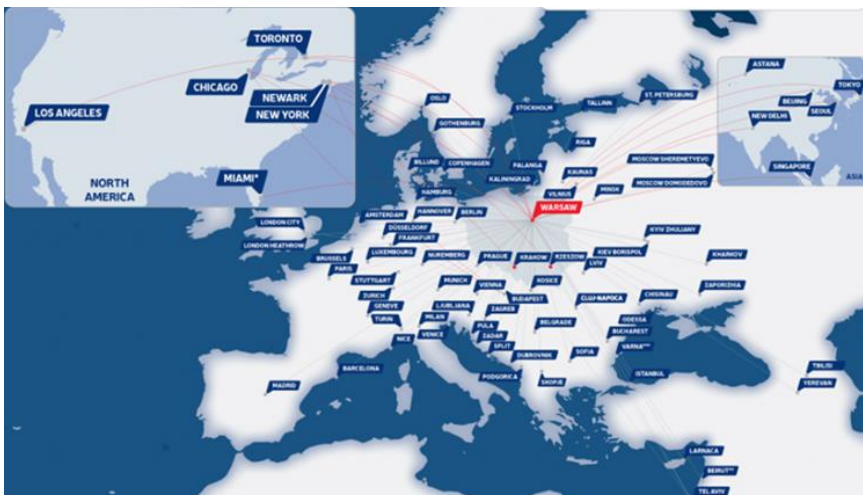 TORONTO
CHICAGO
NEWARK
NEW YORK
LOS ANGELES
MIAMI*
NORTH
AMERICA
ASTANA
TOKYO
BEIJING
SEOUL
NEW DELHI
SINGAPORE
ASIA
OSLO
STOCKHOLM
TALLINN
ST. PETERSBURG
GOTHENBURG
RIGA
BILLUND
COPENHAGEN
PALANGA
KAUNAS
MOSCOW SHEREMETYEVO
KALININGRAD
MOSCOW DOMODEDOVO
HAMBURG
VILNIUS
MINSK
WARSAW
AMSTERDAM
HANNOVER
BERLIN
LONDON CITY
DÜSSELDORF
KYIV ZHULIANY
FRANKFURT
LONDON HEATHROW
BRUSSELS
LUXEMBOURG
NUREMBERG
PRAGUE
KRAKOW
RZESZOW
KIEV BORISPOL
KHARKOV
LVIV
PARIS
STUTTGART
MUNICH
VIENNA
KOSICE
ZAPORIZHIA
ZURICH
BUDAPEST
CLUJ-NAPOCA
CHISINAU
GENEVE
LJUBLJANA
ZAGREB
TURIN
MILAN
BELGRADE
ODESSA
PULA
BUCHAREST
NICE
VENICE
ZADAR
SPLIT
VARNA***
DUBROVNIK
SOFIA
BARCELONA
PODGORICA
SKOPJE
ISTANBUL
TBILISI
MADRID
YEREVAN
LARNACA
BEIRUT**
TEL AVIV